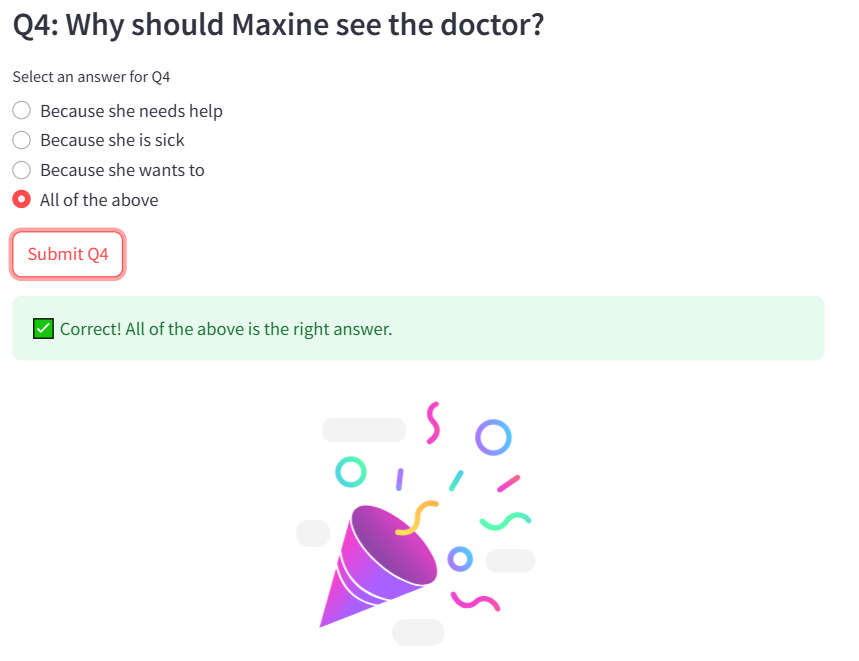 Q4: Why should Maxine see the doctor?
Select an answer for Q4
Because she needs help
Because she is sick
Because she wants to
All of the above
Submit Q4
✅ Correct! All of the above is the right answer.